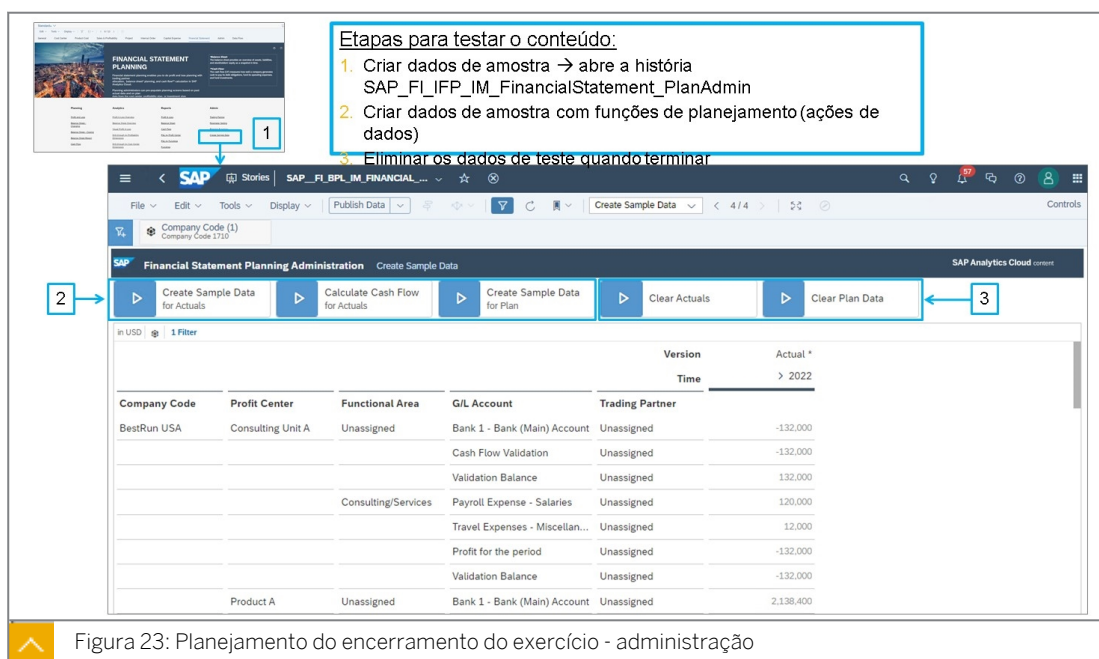 FINANCIAL STATEMENT
PLANNING
Planning
Analytics
Reports
Admin
1
Etapas para testar o conteúdo:
1. Criar dados de amostra → abre a história
SAP_FI_IFP_IM_FinancialStatement_PlanAdmin
2. Criar dados de amostra com funções de planejamento (ações de
dados)
3. Eliminar os dados de teste quando terminar
SAP Stories SAP__FI_BPL_IM_FINANCIAL_... 57
File Edit Tools Display Publish Data Create Sample Data 4/4 Controls
Company Code (1)
Company Code 1710
SAP Financial Statement Planning Administration Create Sample Data SAP Analytics Cloud content
2
Create Sample Data
for Actuals
Calculate Cash Flow
for Actuals
Create Sample Data
for Plan
Clear Actuals
Clear Plan Data
3
in USD 1 Filter
Version Actual *
Time > 2022
Company Code Profit Center Functional Area G/L Account Trading Partner
BestRun USA Consulting Unit A Unassigned Bank 1 - Bank (Main) Account Unassigned -132,000
Cash Flow Validation Unassigned -132,000
Validation Balance Unassigned 132,000
Consulting/Services Payroll Expense - Salaries Unassigned 120,000
Travel Expenses - Miscellan... Unassigned 12,000
Profit for the period Unassigned -132,000
Validation Balance Unassigned -132,000
Product A Unassigned Bank 1 - Bank (Main) Account Unassigned 2,138,400
Figura 23: Planejamento do encerramento do exercício - administração